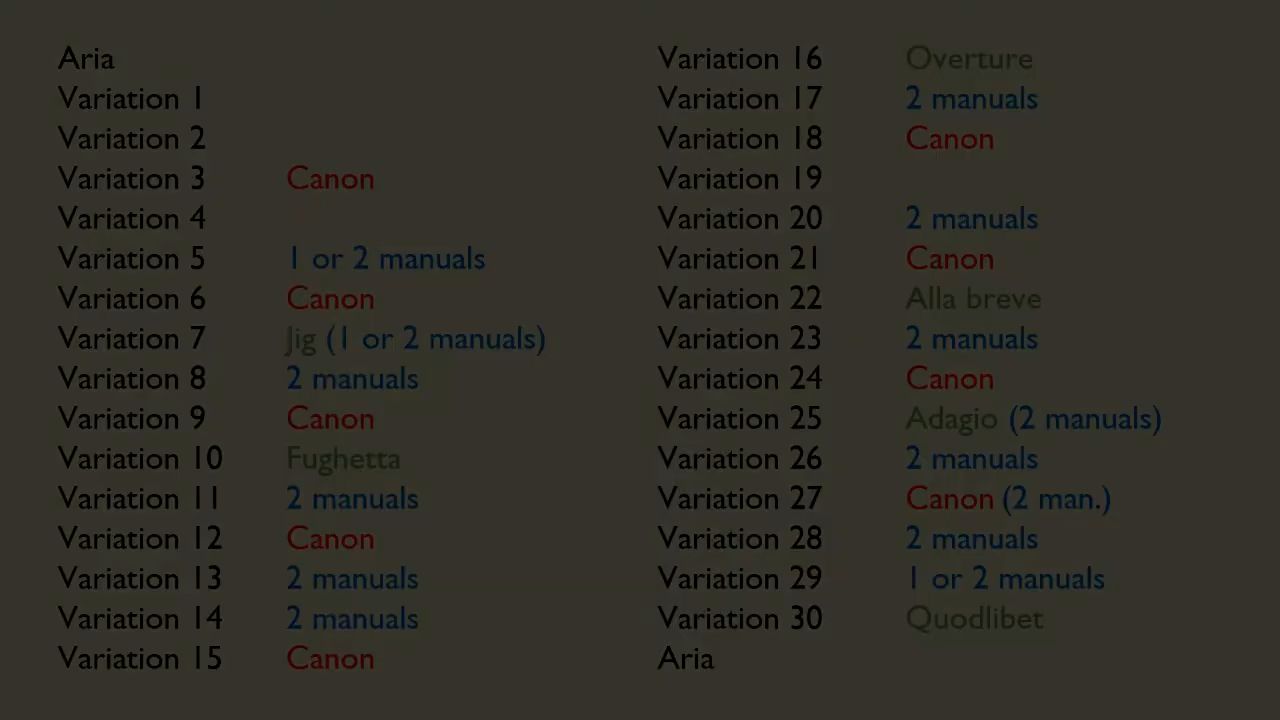 Aria
Variation 1
Variation 2
Variation 3 Canon
Variation 4
Variation 5 1 or 2 manuals
Variation 6 Canon
Variation 7 Jig (1 or 2 manuals)
Variation 8 2 manuals
Variation 9 Canon
Variation 10 Fughetta
Variation 11 2 manuals
Variation 12 Canon
Variation 13 2 manuals
Variation 14 2 manuals
Variation 15 Canon
Variation 16 Overture
Variation 17 2 manuals
Variation 18 Canon
Variation 19
Variation 20 2 manuals
Variation 21 Canon
Variation 22 Alla breve
Variation 23 2 manuals
Variation 24 Canon
Variation 25 Adagio (2 manuals)
Variation 26 2 manuals
Variation 27 Canon (2 man.)
Variation 28 2 manuals
Variation 29 1 or 2 manuals
Variation 30 Quodlibet
Aria